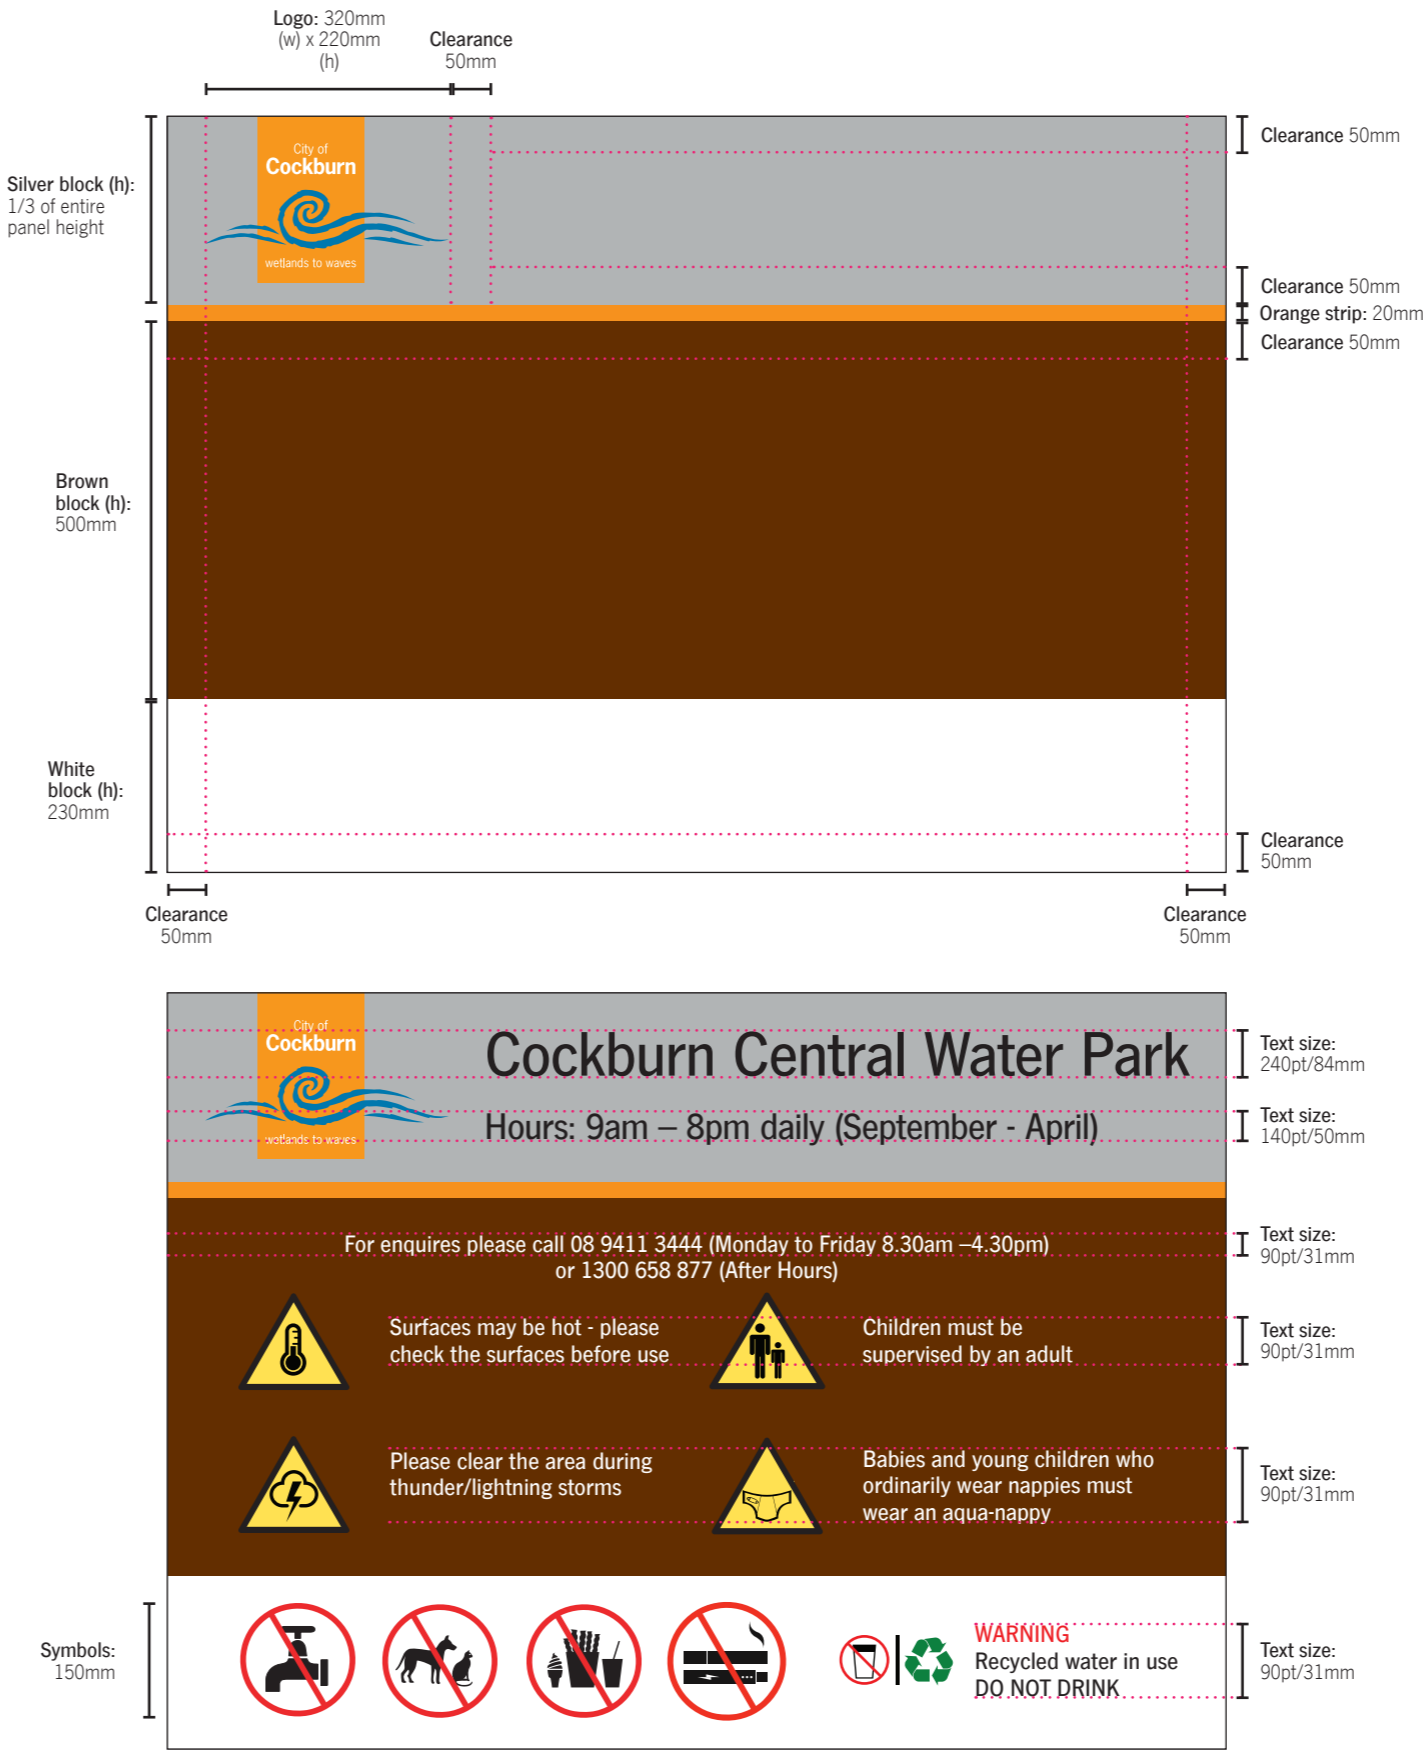 Logo: 320mm
(w) x 220mm
(h)
Clearance
50mm
Clearance 50mm
City of
Cockburn
wetlands to waves
Silver block (h):
1/3 of entire
panel height
Clearance 50mm
Orange strip: 20mm
Clearance 50mm
Brown
block (h):
500mm
White
block (h):
230mm
Clearance
50mm
Clearance
50mm
Clearance
50mm
City of
Cockburn
wetlands to waves
Cockburn Central Water Park
Text size:
240pt/84mm
Hours: 9am – 8pm daily (September - April)
Text size:
140pt/50mm
For enquires please call 08 9411 3444 (Monday to Friday 8.30am –4.30pm)
or 1300 658 877 (After Hours)
Text size:
90pt/31mm
Surfaces may be hot - please
check the surfaces before use
Children must be
supervised by an adult
Text size:
90pt/31mm
Please clear the area during
thunder/lightning storms
Babies and young children who
ordinarily wear nappies must
wear an aqua-nappy
Text size:
90pt/31mm
Symbols:
150mm
WARNING
Recycled water in use
DO NOT DRINK
Text size:
90pt/31mm